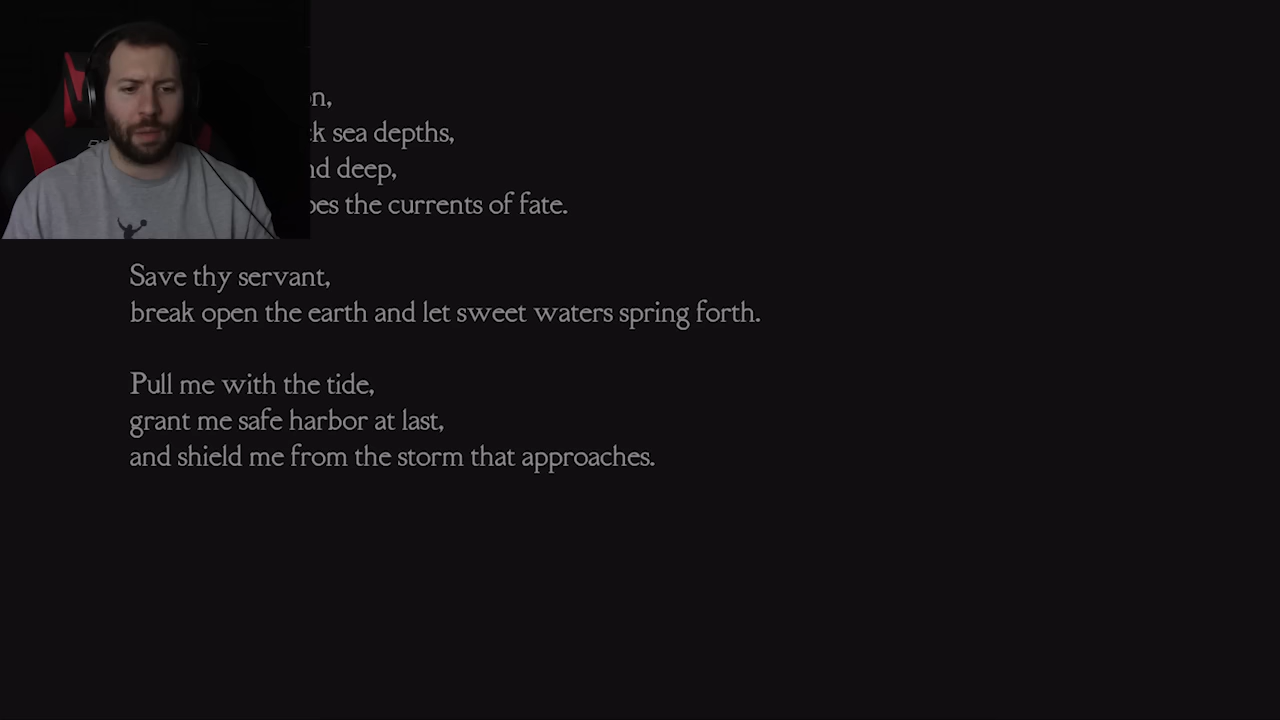 sea depths,
deep,
the currents of fate.
Save thy servant,
break open the earth and let sweet waters spring forth.
Pull me with the tide,
grant me safe harbor at last,
and shield me from the storm that approaches.